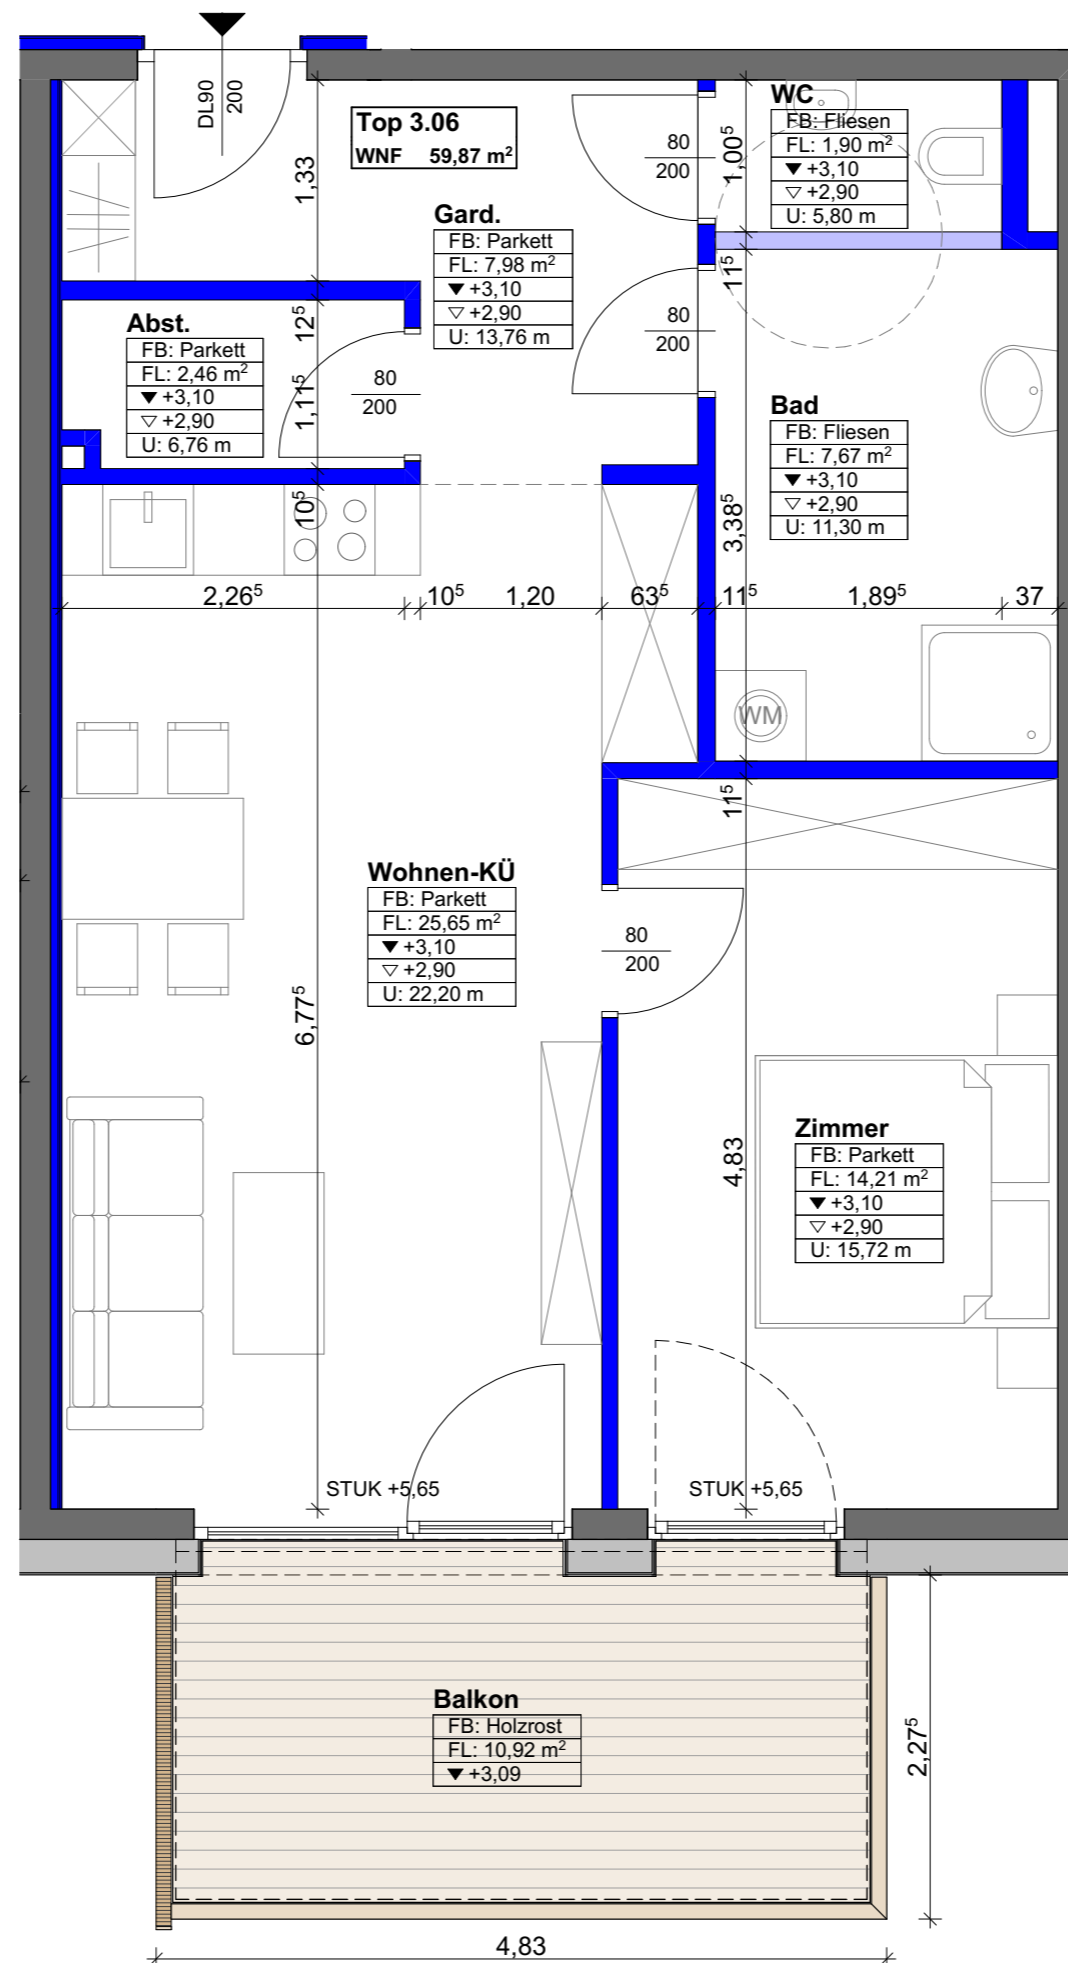 DL90
200
Top 3.06
WNF 59,87 m²
WC
FB: Fliesen
FL: 1,90 m²
▼ +3,10
▽ +2,90
U: 5,80 m
80
200
1,00⁵
1,33
Gard.
FB: Parkett
FL: 7,98 m²
▼ +3,10
▽ +2,90
U: 13,76 m
11⁵
80
200
Abst.
FB: Parkett
FL: 2,46 m²
▼ +3,10
▽ +2,90
U: 6,76 m
12⁵
1,11⁵
80
200
Bad
FB: Fliesen
FL: 7,67 m²
▼ +3,10
▽ +2,90
U: 11,30 m
10⁵
3,38⁵
2,26⁵ 10⁵ 1,20 63⁵ 11⁵ 1,89⁵ 37
WM
11⁵
Wohnen-KÜ
FB: Parkett
FL: 25,65 m²
▼ +3,10
▽ +2,90
U: 22,20 m
80
200
6,77⁵
4,83
Zimmer
FB: Parkett
FL: 14,21 m²
▼ +3,10
▽ +2,90
U: 15,72 m
STUK +5,65
STUK +5,65
Balkon
FB: Holzrost
FL: 10,92 m²
▼ +3,09
2,27⁵
4,83